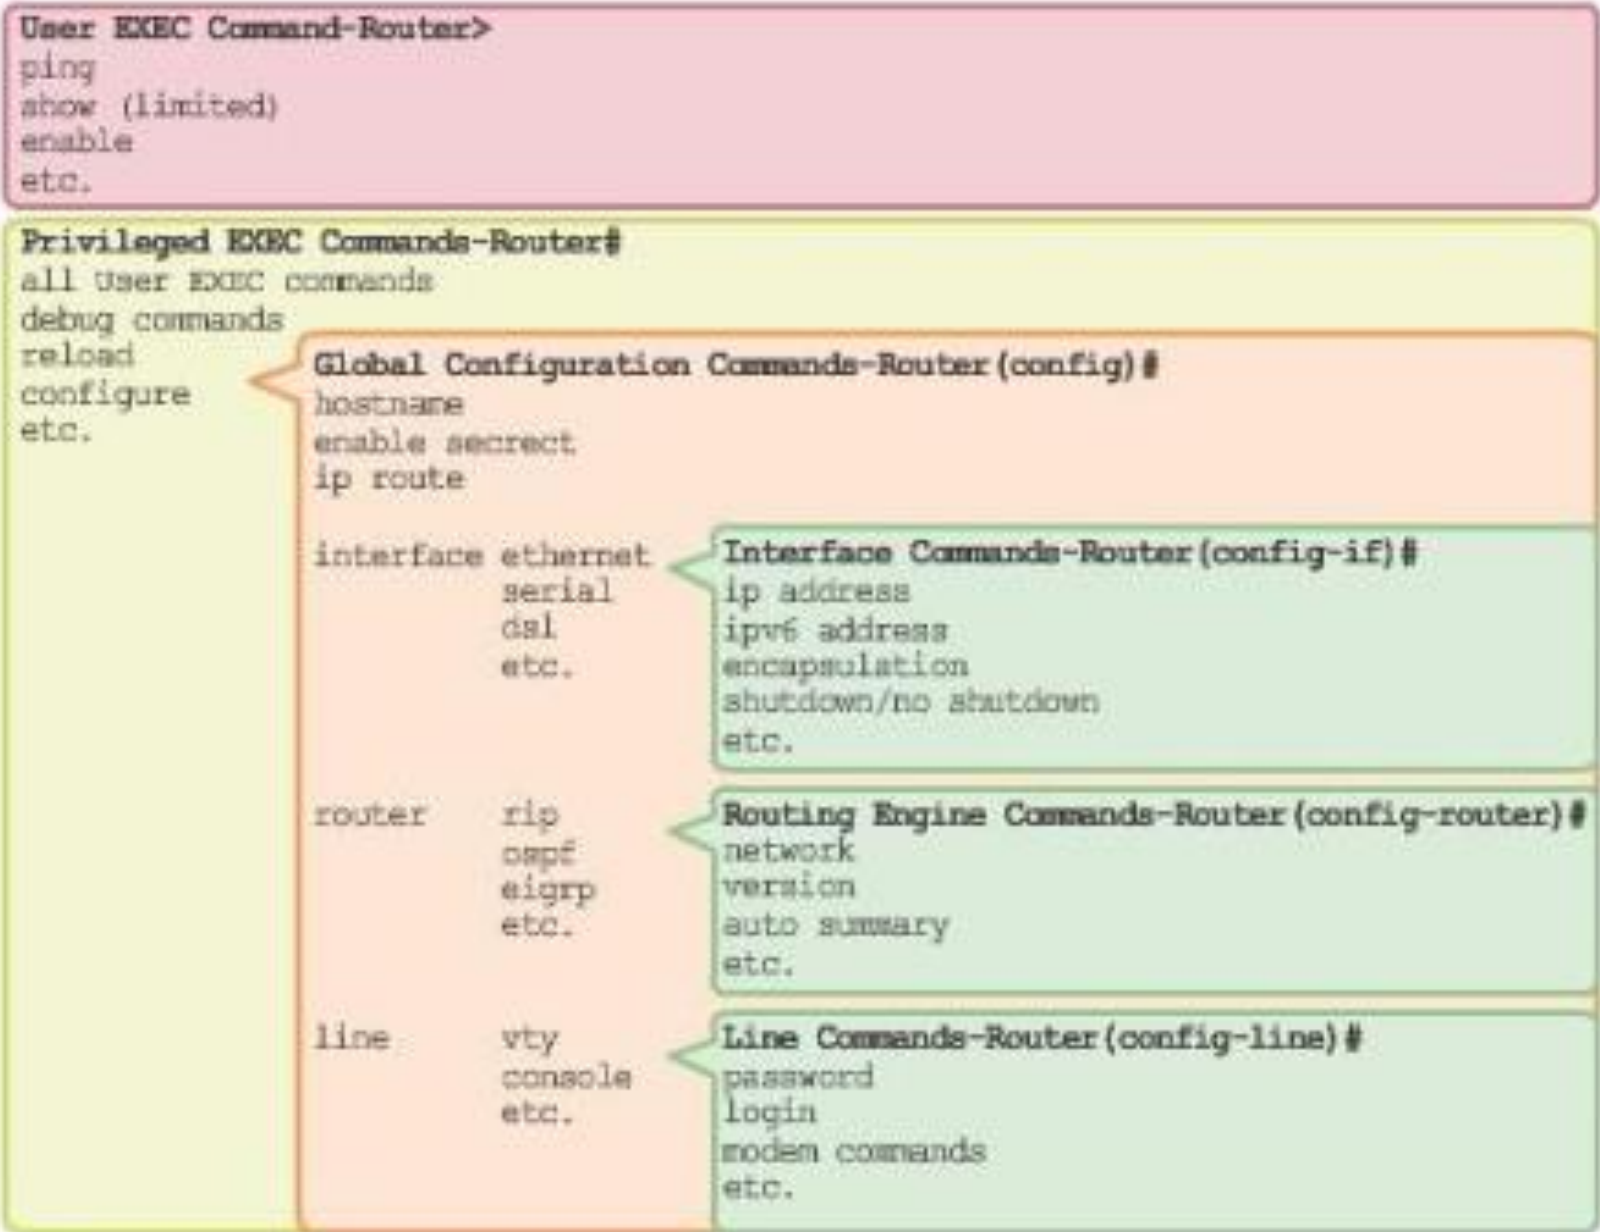 User EXEC Command-Router>
ping
show (limited)
enable
etc.
Privileged EXEC Commands-Router#
all User EXEC commands
debug commands
reload
configure
etc.
Global Configuration Commands-Router(config)#
hostname
enable secrect
ip route
interface ethernet
serial
dsl
etc.
Interface Commands-Router(config-if)#
ip address
ipv6 address
encapsulation
shutdown/no shutdown
etc.
router rip
ospf
eigrp
etc.
Routing Engine Commands-Router(config-router)#
network
version
auto summary
etc.
line vty
console
etc.
Line Commands-Router(config-line)#
password
login
modem commands
etc.